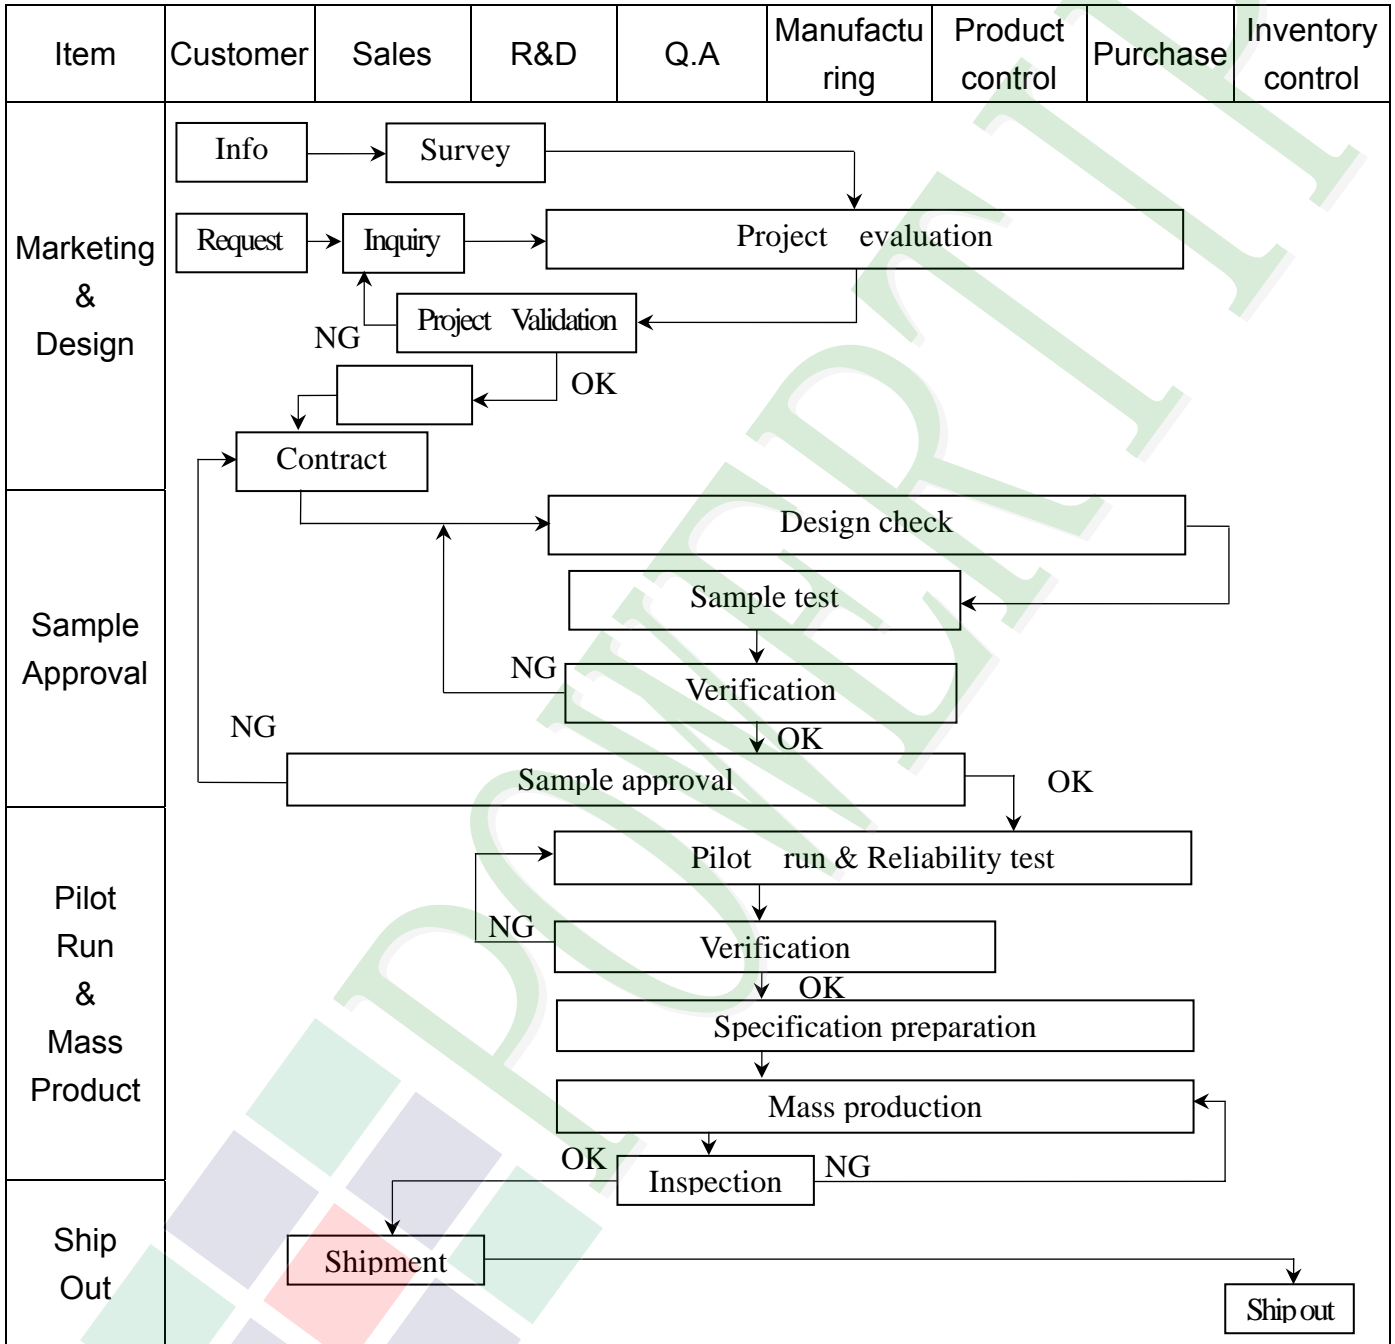 Item
Customer
Sales
R&D
Q.A
Manufactu
ring
Product
control
Purchase
Inventory
control
Marketing
&
Design
Info
Survey
Request
Inquiry
Project evaluation
Project Validation
NG
OK
Contract
Sample
Approval
Design check
Sample test
NG
Verification
OK
NG
Sample approval
OK
Pilot
Run
&
Mass
Product
Pilot run & Reliability test
NG
Verification
OK
Specification preparation
Mass production
OK
Inspection
NG
Ship
Out
Shipment
Ship out
POWERTIP